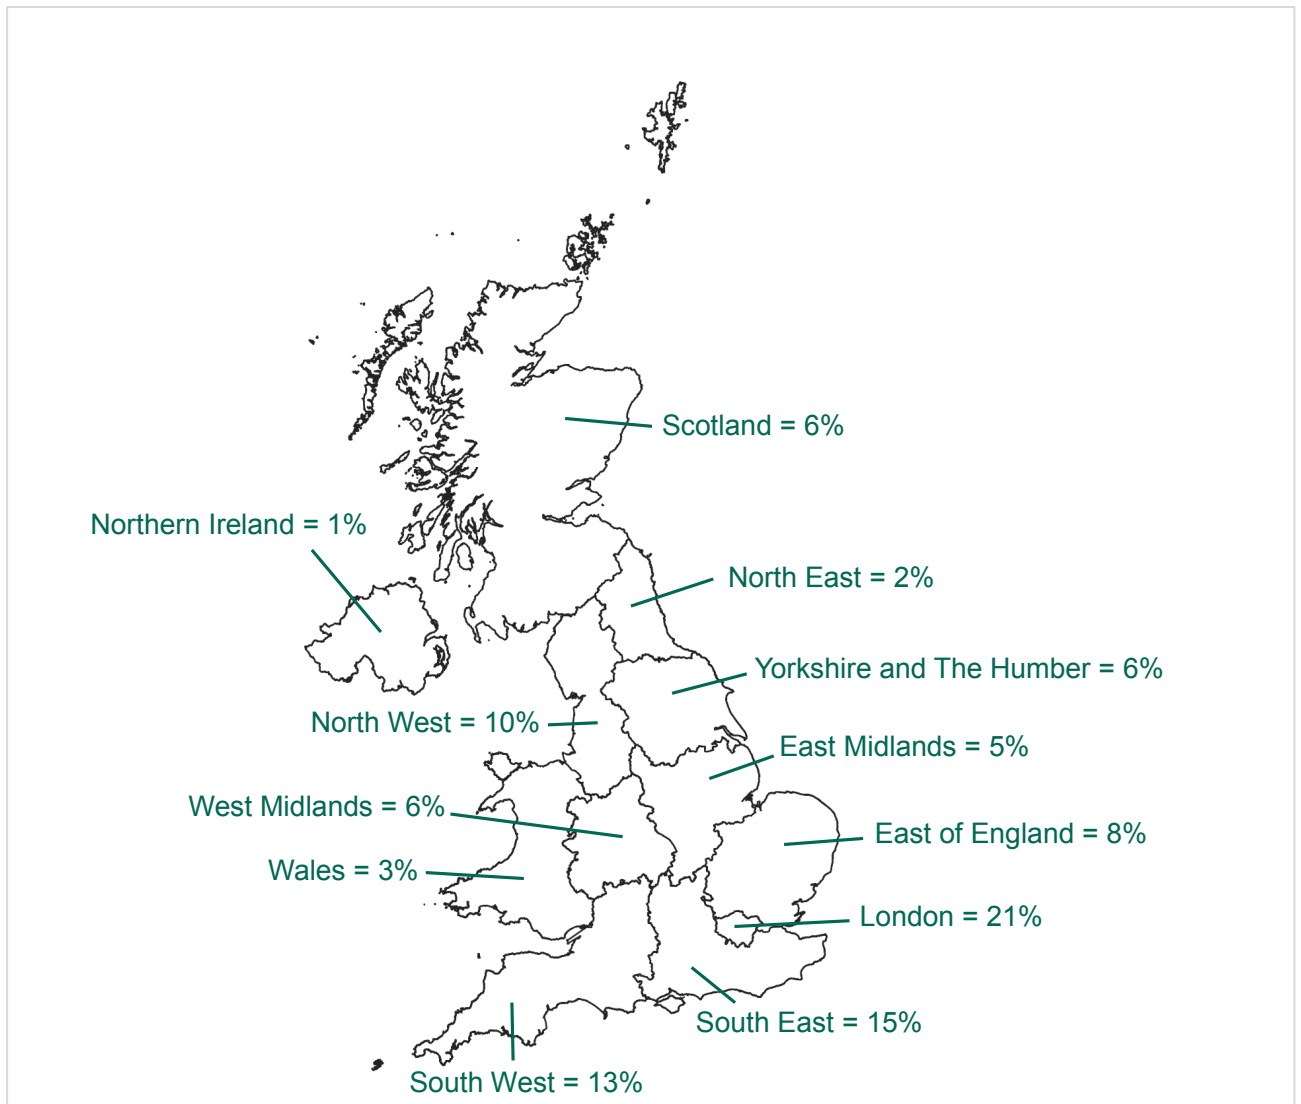 Scotland = 6%
Northern Ireland = 1%
North East = 2%
Yorkshire and The Humber = 6%
North West = 10%
East Midlands = 5%
West Midlands = 6%
East of England = 8%
Wales = 3%
London = 21%
South East = 15%
South West = 13%